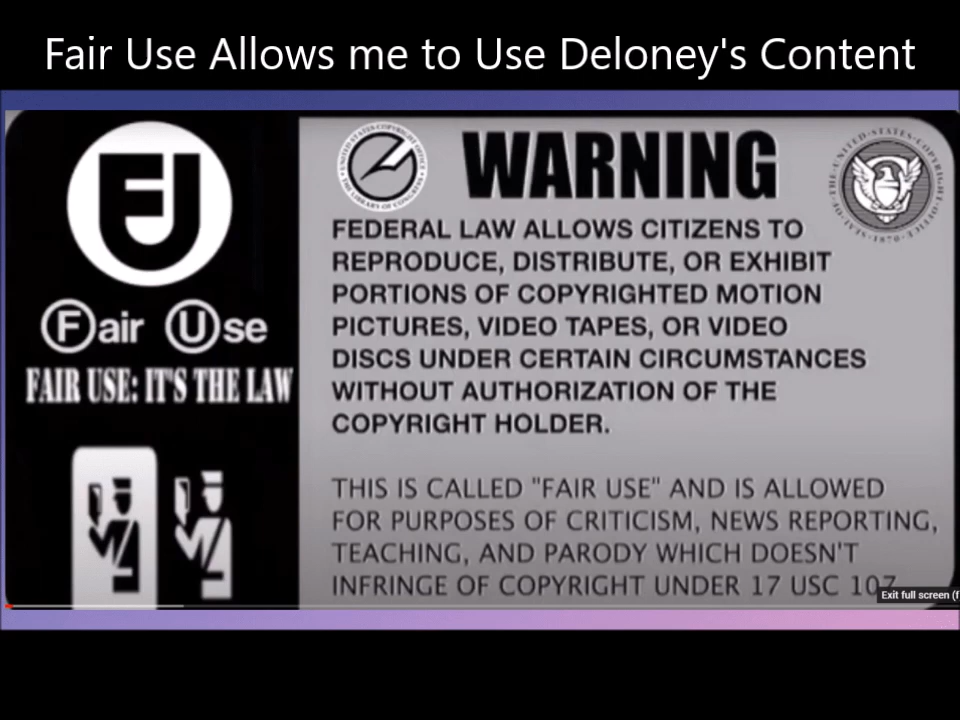 Fair Use Allows me to Use Deloney's Content
FU
Fair Use
FAIR USE: IT'S THE LAW
WARNING
FEDERAL LAW ALLOWS CITIZENS TO
REPRODUCE, DISTRIBUTE, OR EXHIBIT
PORTIONS OF COPYRIGHTED MOTION
PICTURES, VIDEO TAPES, OR VIDEO
DISCS UNDER CERTAIN CIRCUMSTANCES
WITHOUT AUTHORIZATION OF THE
COPYRIGHT HOLDER.
THIS IS CALLED "FAIR USE" AND IS ALLOWED
FOR PURPOSES OF CRITICISM, NEWS REPORTING,
TEACHING, AND PARODY WHICH DOESN'T
INFRINGE OF COPYRIGHT UNDER 17 USC 107
Exit full screen (f